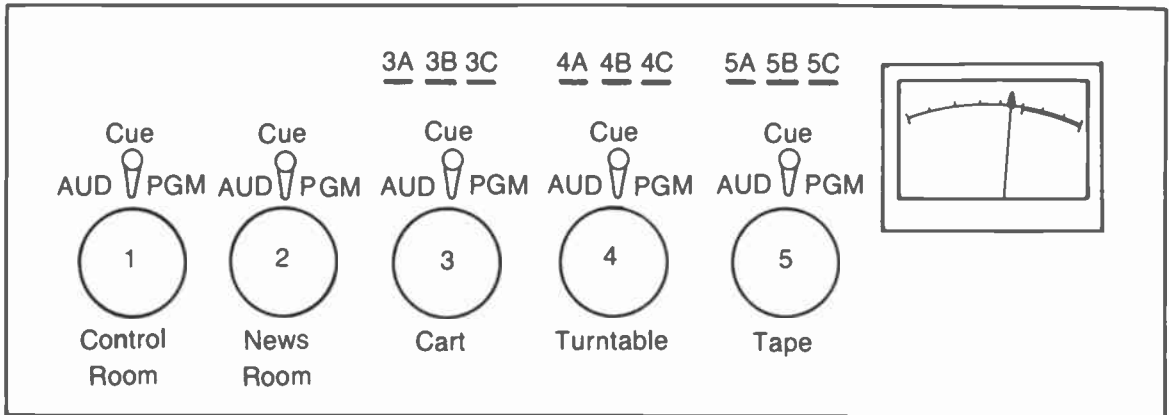 3A 3B 3C 4A 4B 4C 5A 5B 5C
Cue Cue Cue Cue Cue
AUD PGM AUD PGM AUD PGM AUD PGM AUD PGM
1 2 3 4 5
Control News Cart Turntable Tape
Room Room